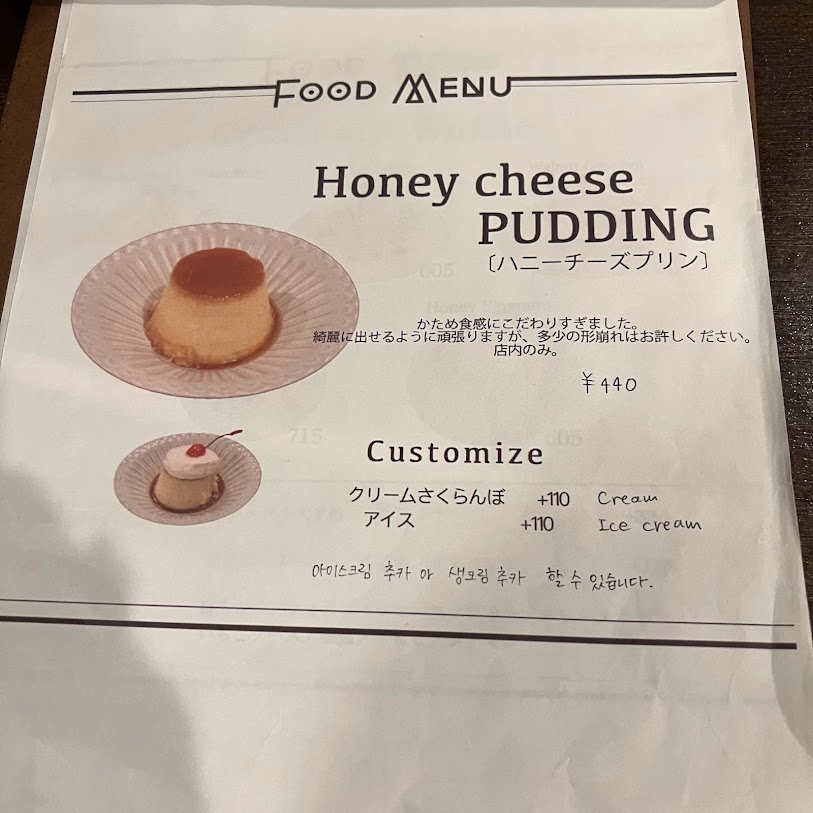 FOOD MENU
Honey cheese
PUDDING
〔ハニーチーズプリン〕
かため食感にこだわりすぎました。
綺麗に出せるように頑張りますが、多少の形崩れはお許しください。
店内のみ。
¥440
Customize
クリームさくらんぼ +110 Cream
アイス +110 Ice cream
아이스크림 추카 아 생크림 추카 할 수 있습니다.
605
715
605